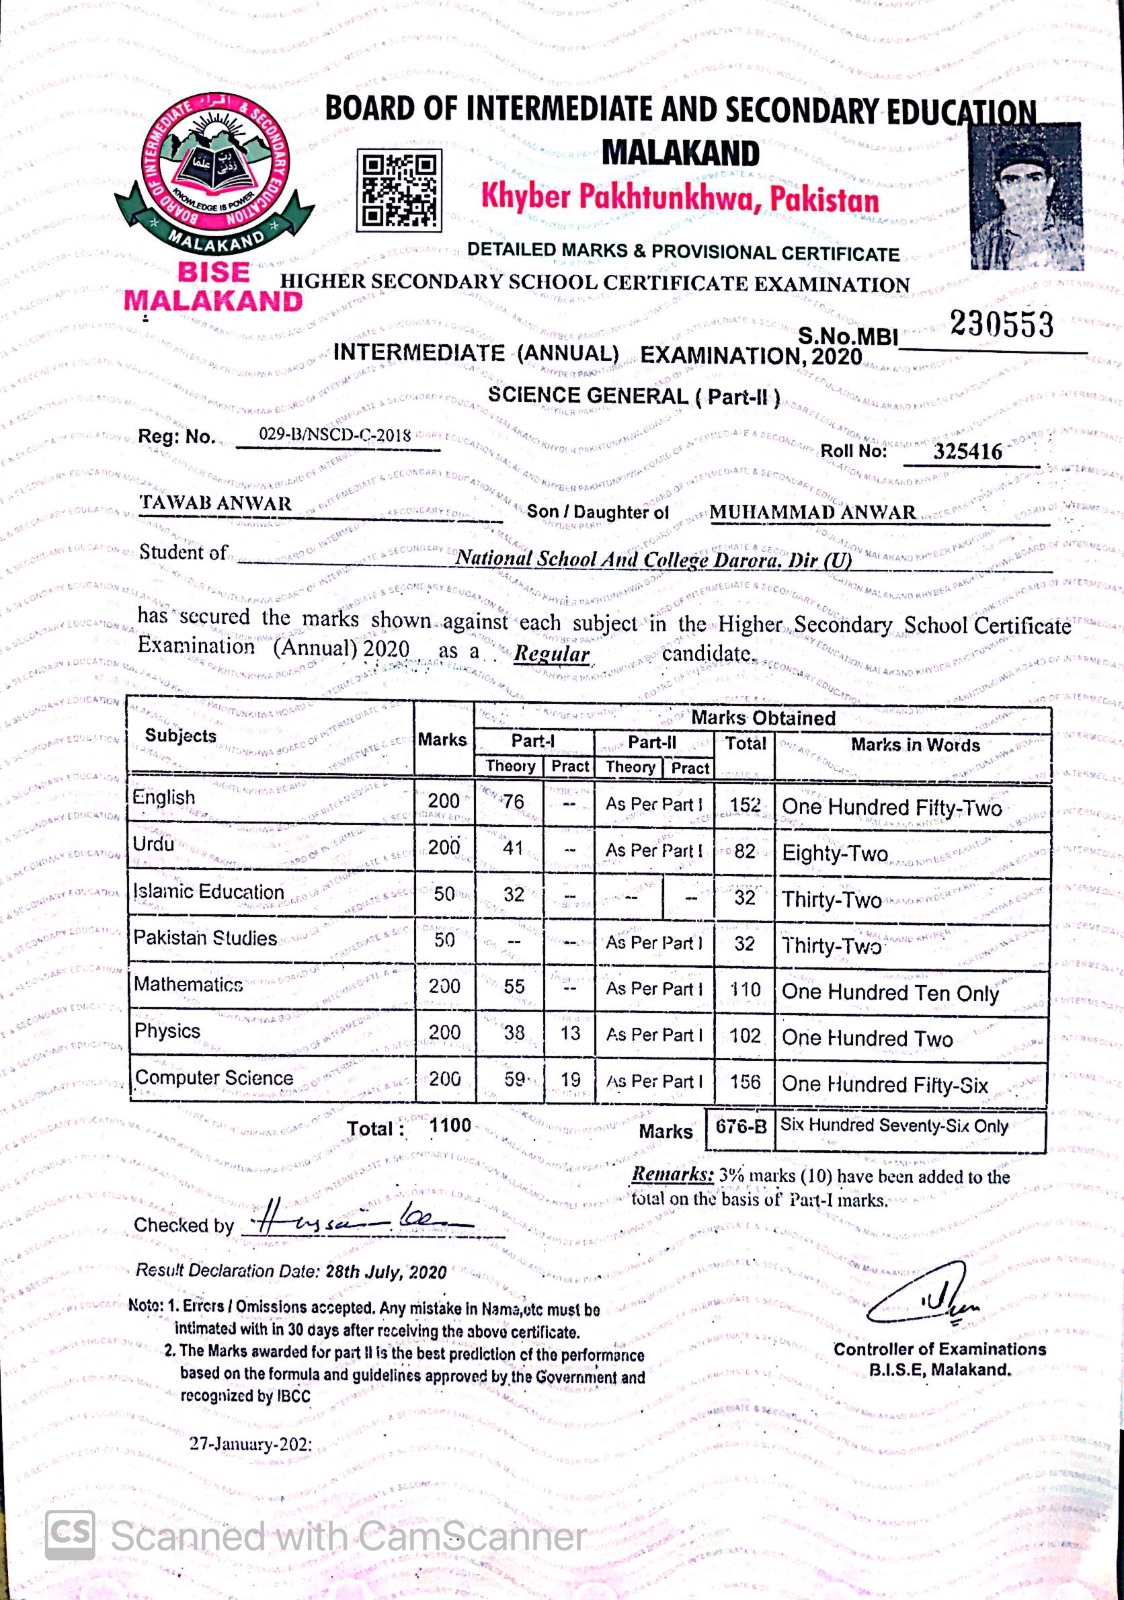 BOARD OF INTERMEDIATE AND SECONDARY EDUCATION
MALAKAND
Khyber Pakhtunkhwa, Pakistan
BOARD OF INTERMEDIATE & SECONDARY EDUCATION
اقراء
رب زدنی علما
KNOWLEDGE IS POWER
MALAKAND
BISE
MALAKAND
DETAILED MARKS & PROVISIONAL CERTIFICATE
HIGHER SECONDARY SCHOOL CERTIFICATE EXAMINATION
S.No.MBI 230553
INTERMEDIATE (ANNUAL) EXAMINATION, 2020
SCIENCE GENERAL ( Part-II )
Reg: No. 029-B/NSCD-C-2018
Roll No: 325416
TAWAB ANWAR Son / Daughter of MUHAMMAD ANWAR
Student of National School And College Darora. Dir (U)
has secured the marks shown against each subject in the Higher Secondary School Certificate
Examination (Annual) 2020 as a Regular candidate.
Subjects Marks Marks Obtained
Part-I Part-II Total Marks in Words
Theory Pract Theory Pract
English 200 76 -- As Per Part I 152 One Hundred Fifty-Two
Urdu 200 41 -- As Per Part I 82 Eighty-Two
Islamic Education 50 32 -- -- -- 32 Thirty-Two
Pakistan Studies 50 -- -- As Per Part I 32 Thirty-Two
Mathematics 200 55 -- As Per Part I 110 One Hundred Ten Only
Physics 200 38 13 As Per Part I 102 One Hundred Two
Computer Science 200 59 19 As Per Part I 156 One Hundred Fifty-Six
Total : 1100 Marks 676-B Six Hundred Seventy-Six Only
Remarks: 3% marks (10) have been added to the
total on the basis of Part-I marks.
Checked by
Result Declaration Date: 28th July, 2020
Note: 1. Errors / Omissions accepted. Any mistake in Name,etc must be
intimated with in 30 days after receiving the above certificate.
2. The Marks awarded for part II is the best prediction of the performance
based on the formula and guidelines approved by the Government and
recognized by IBCC
Controller of Examinations
B.I.S.E, Malakand.
27-January-202
CS Scanned with CamScanner